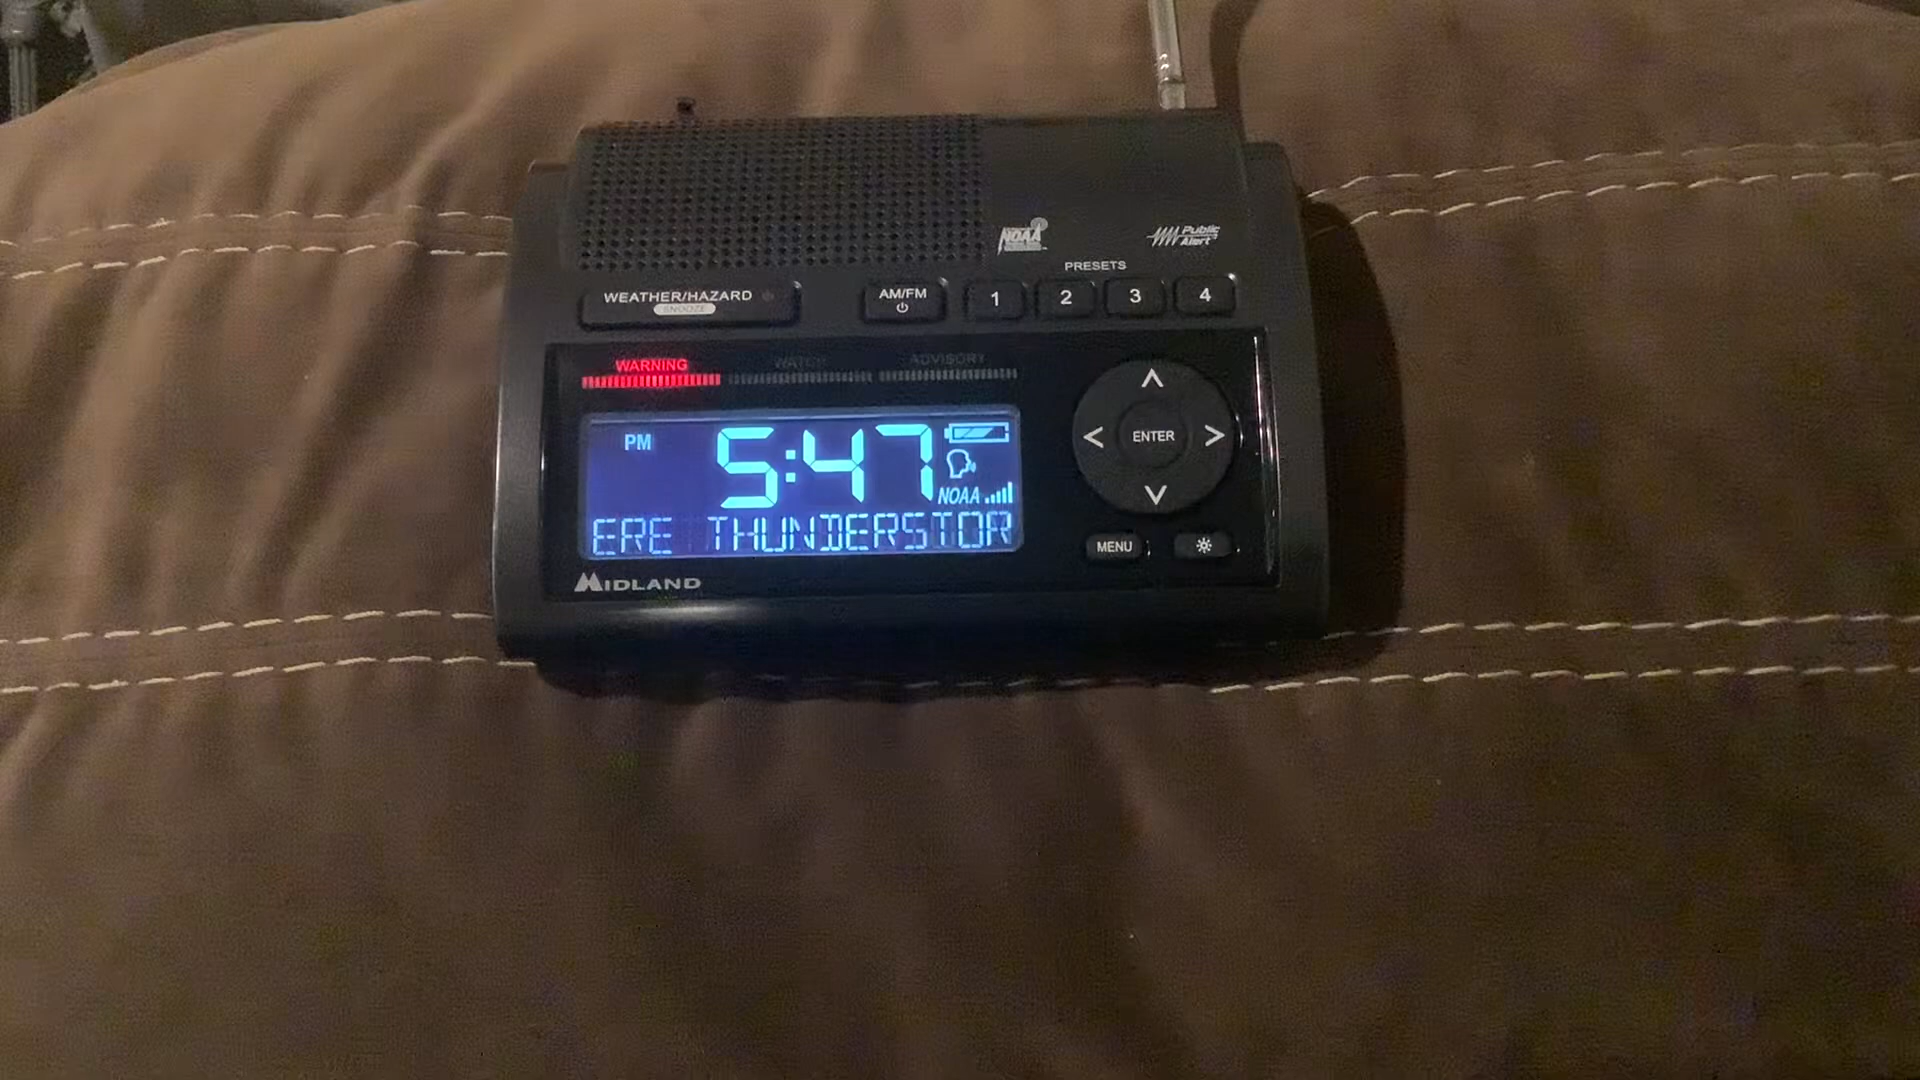 NOAA
Public
Alert
PRESETS
WEATHER/HAZARD
SNOOZE
AM/FM
1
2
3
4
WARNING
WATCH
ADVISORY
PM
5:47
NOAA
ERE THUNDERSTOR
ENTER
MENU
MIDLAND